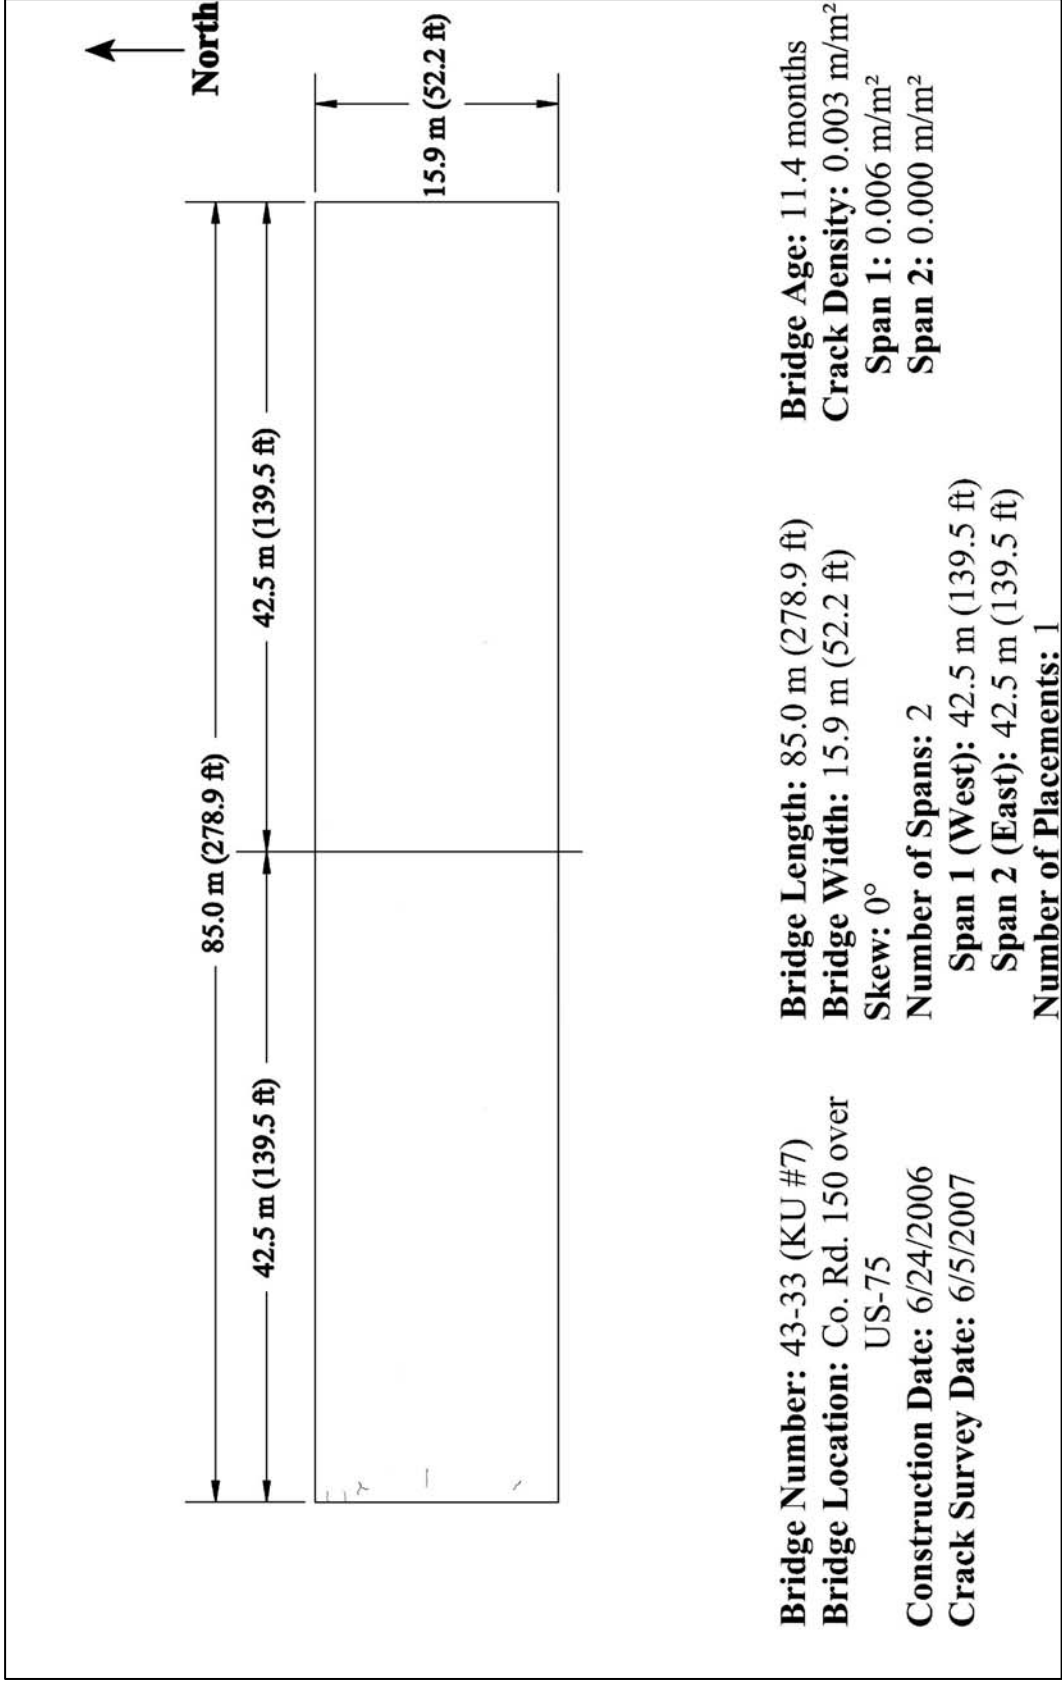 North
85.0 m (278.9 ft)
42.5 m (139.5 ft)
42.5 m (139.5 ft)
15.9 m (52.2 ft)
Bridge Number: 43-33 (KU #7)
Bridge Location: Co. Rd. 150 over
US-75
Construction Date: 6/24/2006
Crack Survey Date: 6/5/2007
Bridge Length: 85.0 m (278.9 ft)
Bridge Width: 15.9 m (52.2 ft)
Skew: 0°
Number of Spans: 2
Span 1 (West): 42.5 m (139.5 ft)
Span 2 (East): 42.5 m (139.5 ft)
Number of Placements: 1
Bridge Age: 11.4 months
Crack Density: 0.003 m/m²
Span 1: 0.006 m/m²
Span 2: 0.000 m/m²